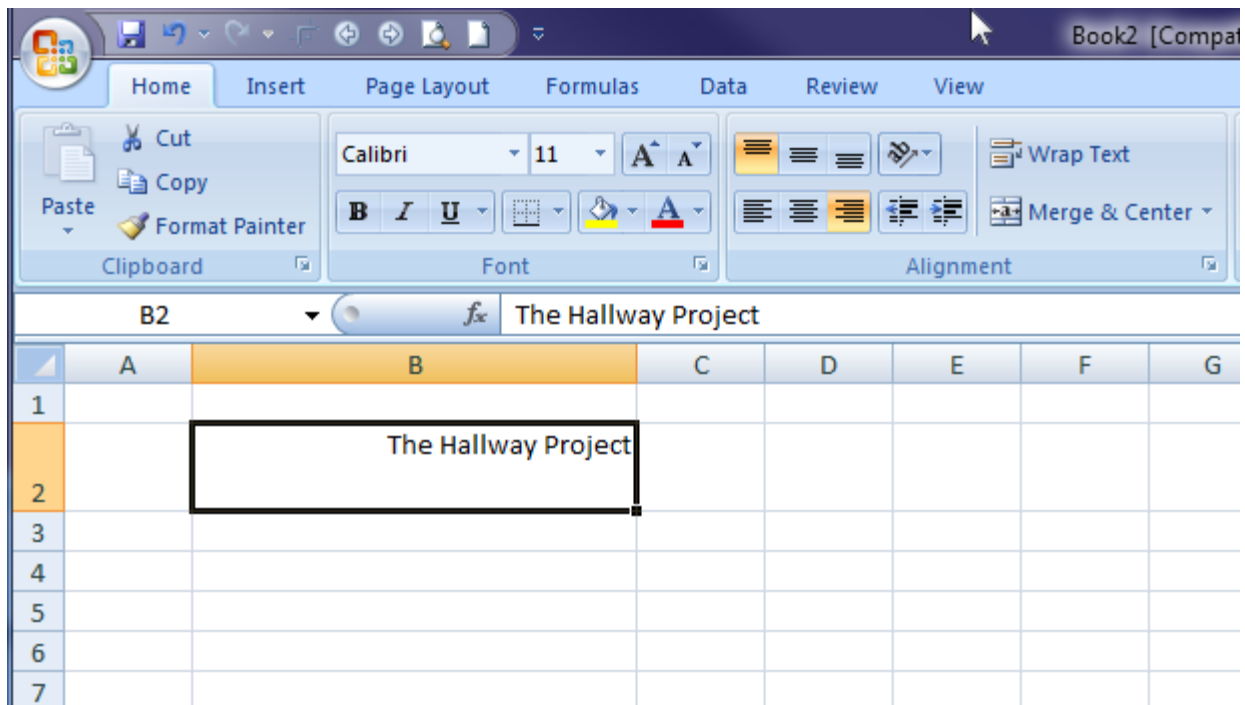 Book2 [Compat
Home Insert Page Layout Formulas Data Review View
Cut
Copy
Paste
Format Painter
Clipboard
Calibri 11 A A
B I U A
Font
Wrap Text
Merge & Center
Alignment
B2 fx The Hallway Project
A B C D E F G
1
2 The Hallway Project
3
4
5
6
7